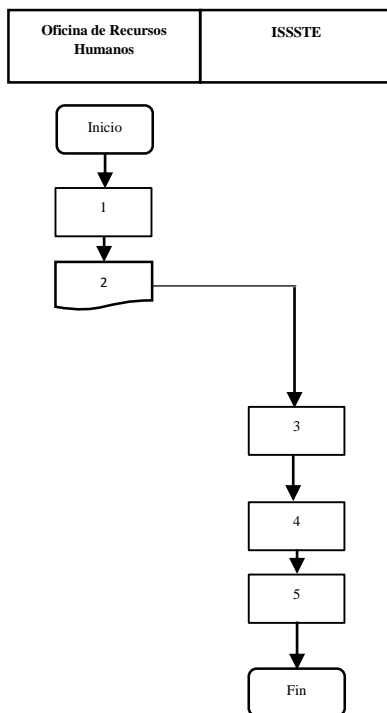 Oficina de Recursos
Humanos
ISSSTE
Inicio
1
2
3
4
5
Fin